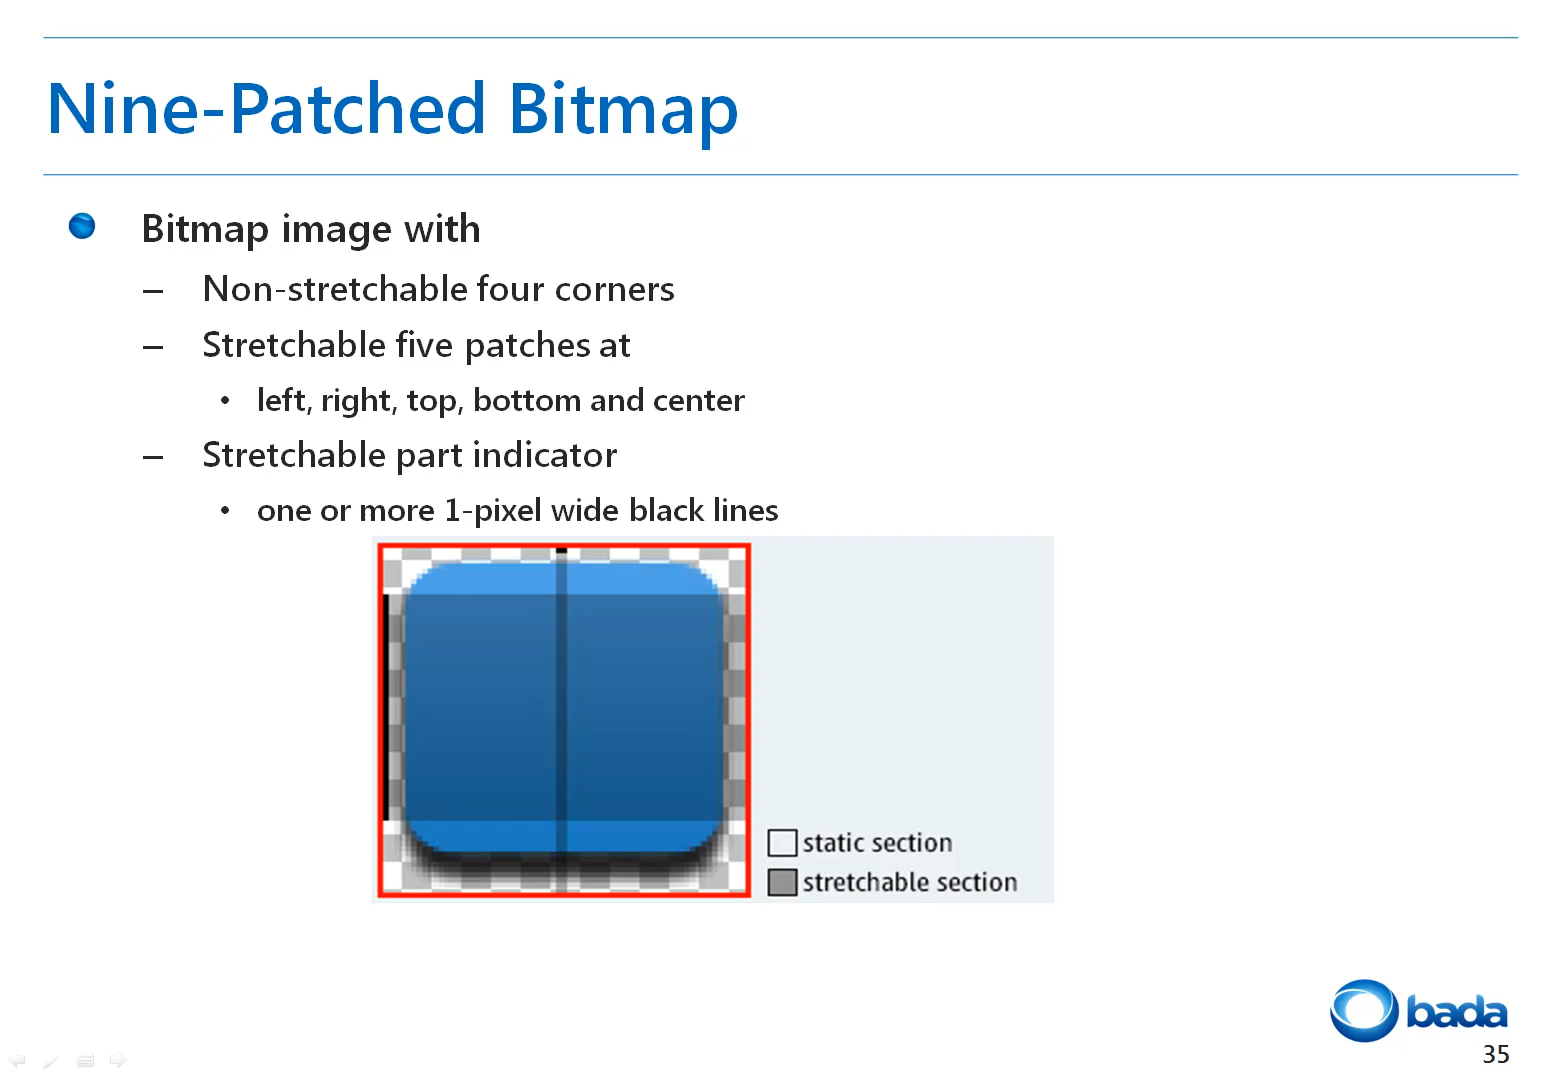 Nine-Patched Bitmap
Bitmap image with
– Non-stretchable four corners
– Stretchable five patches at
• left, right, top, bottom and center
– Stretchable part indicator
• one or more 1-pixel wide black lines
static section
stretchable section
bada
35